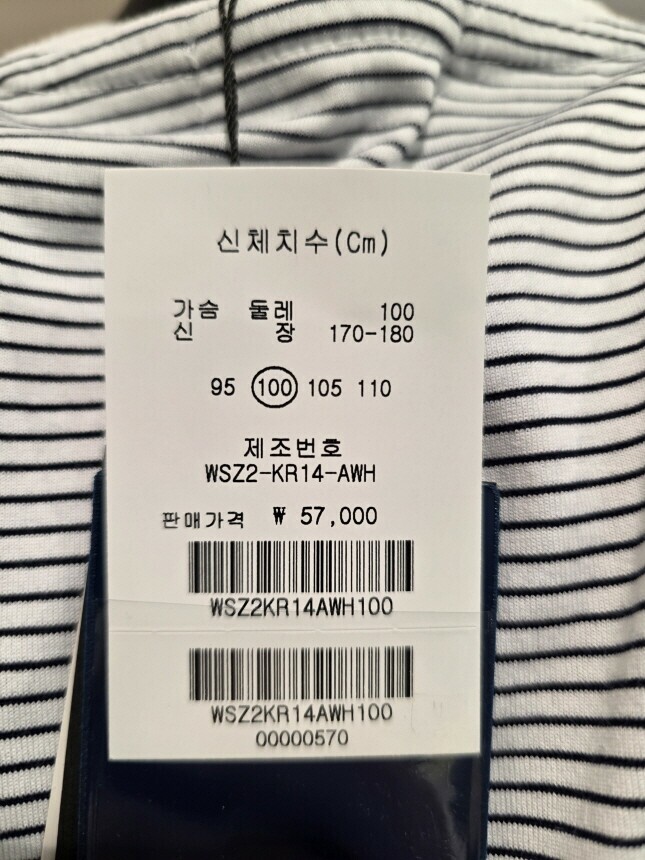 신체치수(Cm)
가슴 둘레 100
신 장 170-180
95 100 105 110
제조번호
WSZ2-KR14-AWH
판매가격 ₩ 57,000
WSZ2KR14AWH100
WSZ2KR14AWH100
00000570